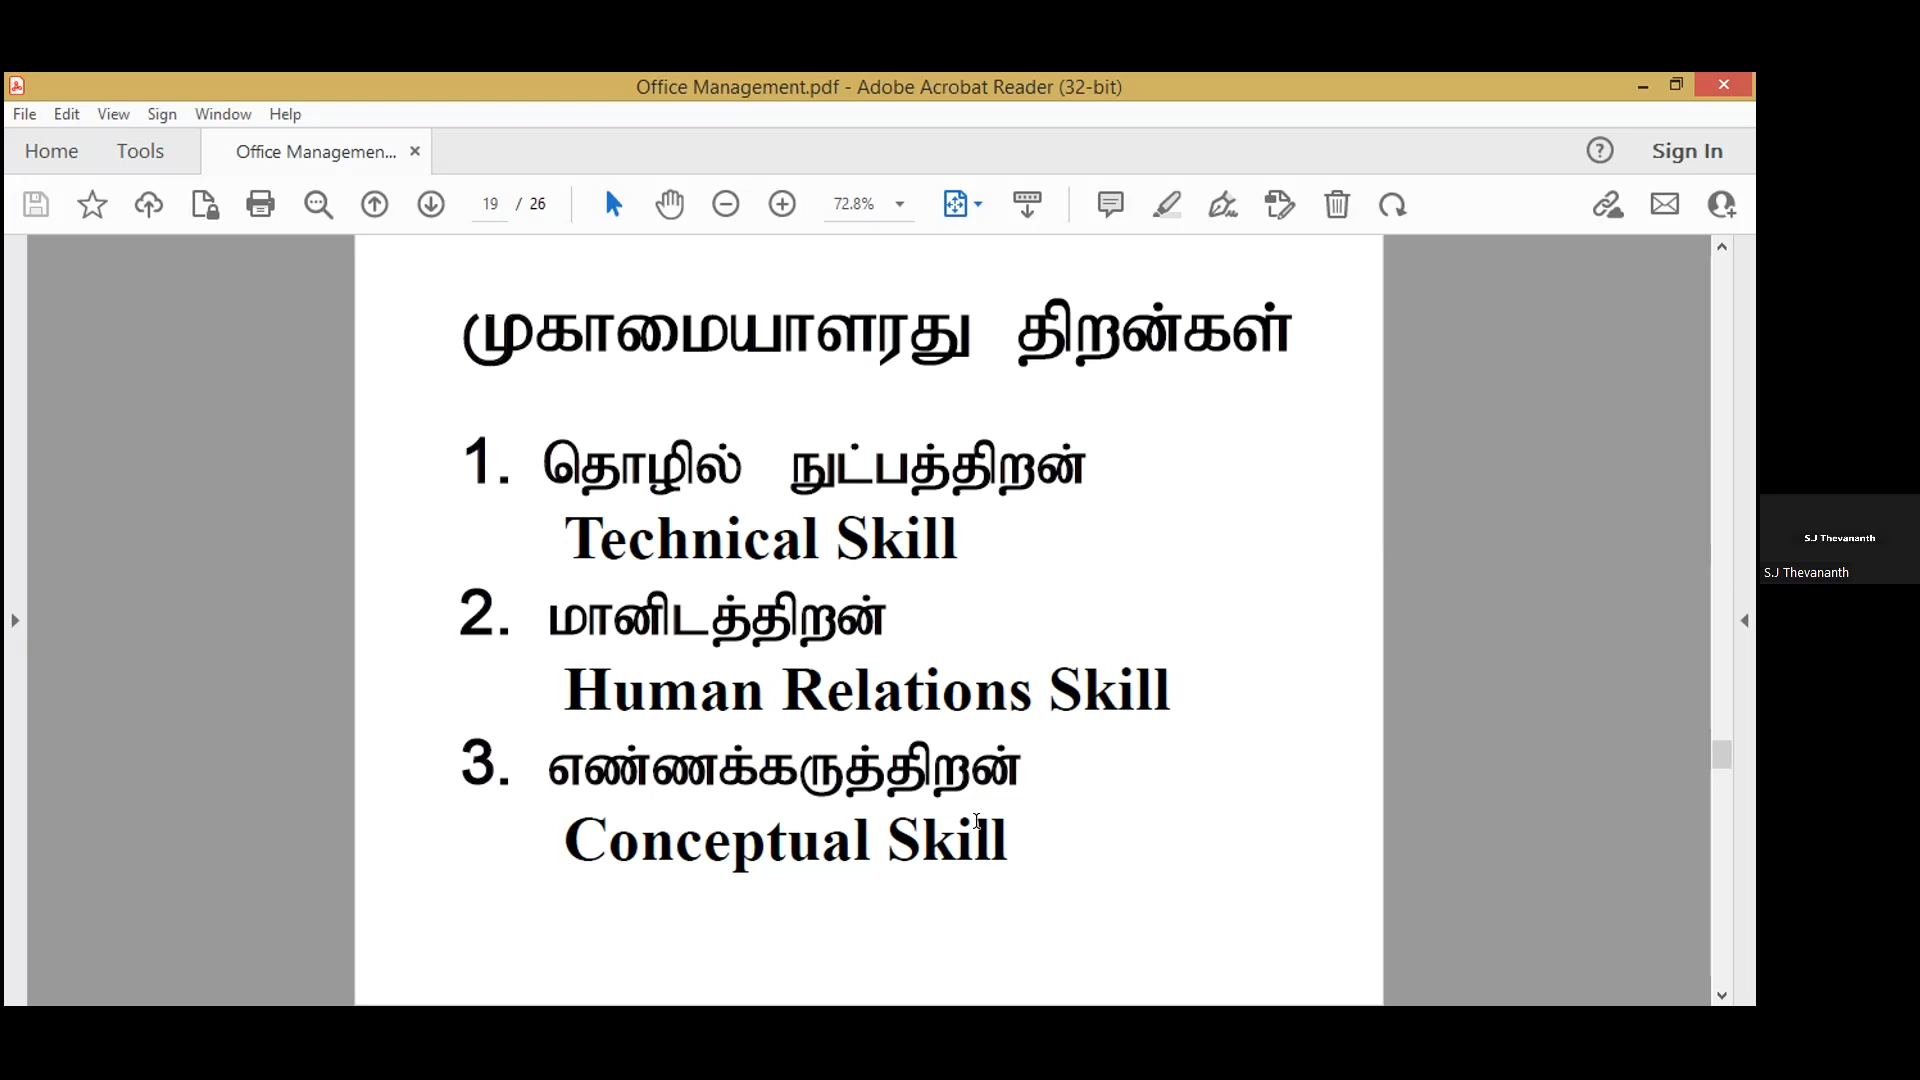 Office Management.pdf - Adobe Acrobat Reader (32-bit)
File Edit View Sign Window Help
Home Tools Office Managemen... × Sign In
19 / 26 72.8%
முகாமையாளரது திறன்கள்
1. தொழில் நுட்பத்திறன்
Technical Skill
2. மானிடத்திறன்
Human Relations Skill
3. எண்ணக்கருத்திறன்
Conceptual Skill
S.J Thevananth
S.J Thevananth